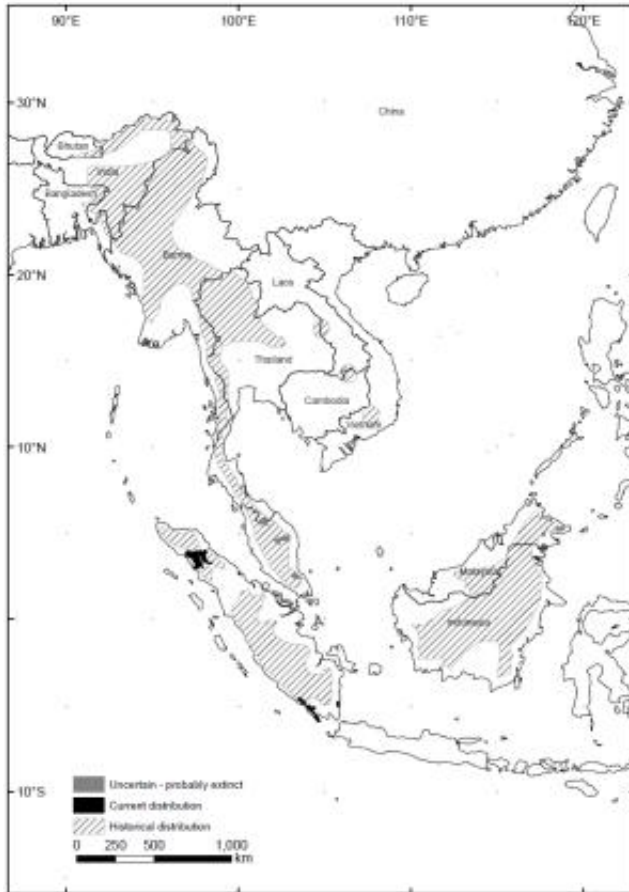 90°E 100°E 110°E 120°E
30°N
China
Bhutan
India
Bangladesh
Burma
20°N
Laos
Thailand
Cambodia
Vietnam
10°N
Malaysia
Indonesia
10°S
Uncertain - probably extinct
Current distribution
Historical distribution
0 250 500 1,000
km